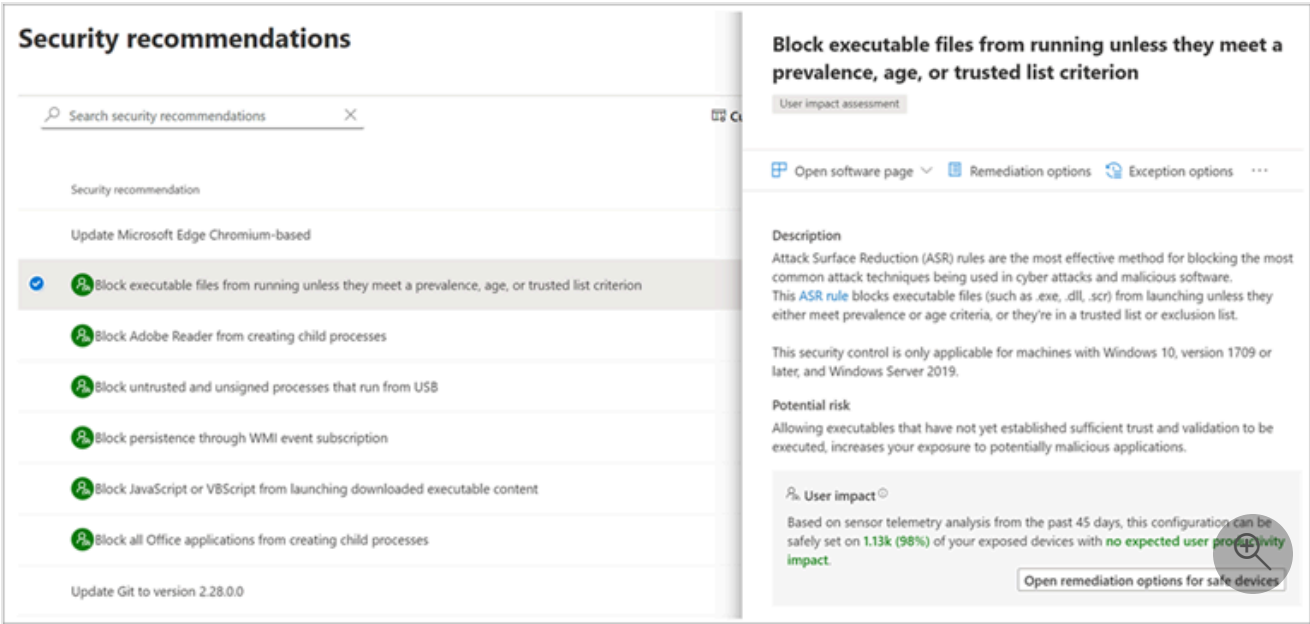 Security recommendations
Search security recommendations
Security recommendation
Update Microsoft Edge Chromium-based
Block executable files from running unless they meet a prevalence, age, or trusted list criterion
Block Adobe Reader from creating child processes
Block untrusted and unsigned processes that run from USB
Block persistence through WMI event subscription
Block JavaScript or VBScript from launching downloaded executable content
Block all Office applications from creating child processes
Update Git to version 2.28.0.0
Block executable files from running unless they meet a
prevalence, age, or trusted list criterion
User impact assessment
Open software page
Remediation options
Exception options
Description
Attack Surface Reduction (ASR) rules are the most effective method for blocking the most
common attack techniques being used in cyber attacks and malicious software.
This ASR rule blocks executable files (such as .exe, .dll, .scr) from launching unless they
either meet prevalence or age criteria, or they're in a trusted list or exclusion list.
This security control is only applicable for machines with Windows 10, version 1709 or
later, and Windows Server 2019.
Potential risk
Allowing executables that have not yet established sufficient trust and validation to be
executed, increases your exposure to potentially malicious applications.
User impact
Based on sensor telemetry analysis from the past 45 days, this configuration can be
safely set on 1.13k (98%) of your exposed devices with no expected user productivity
impact.
Open remediation options for safe devices